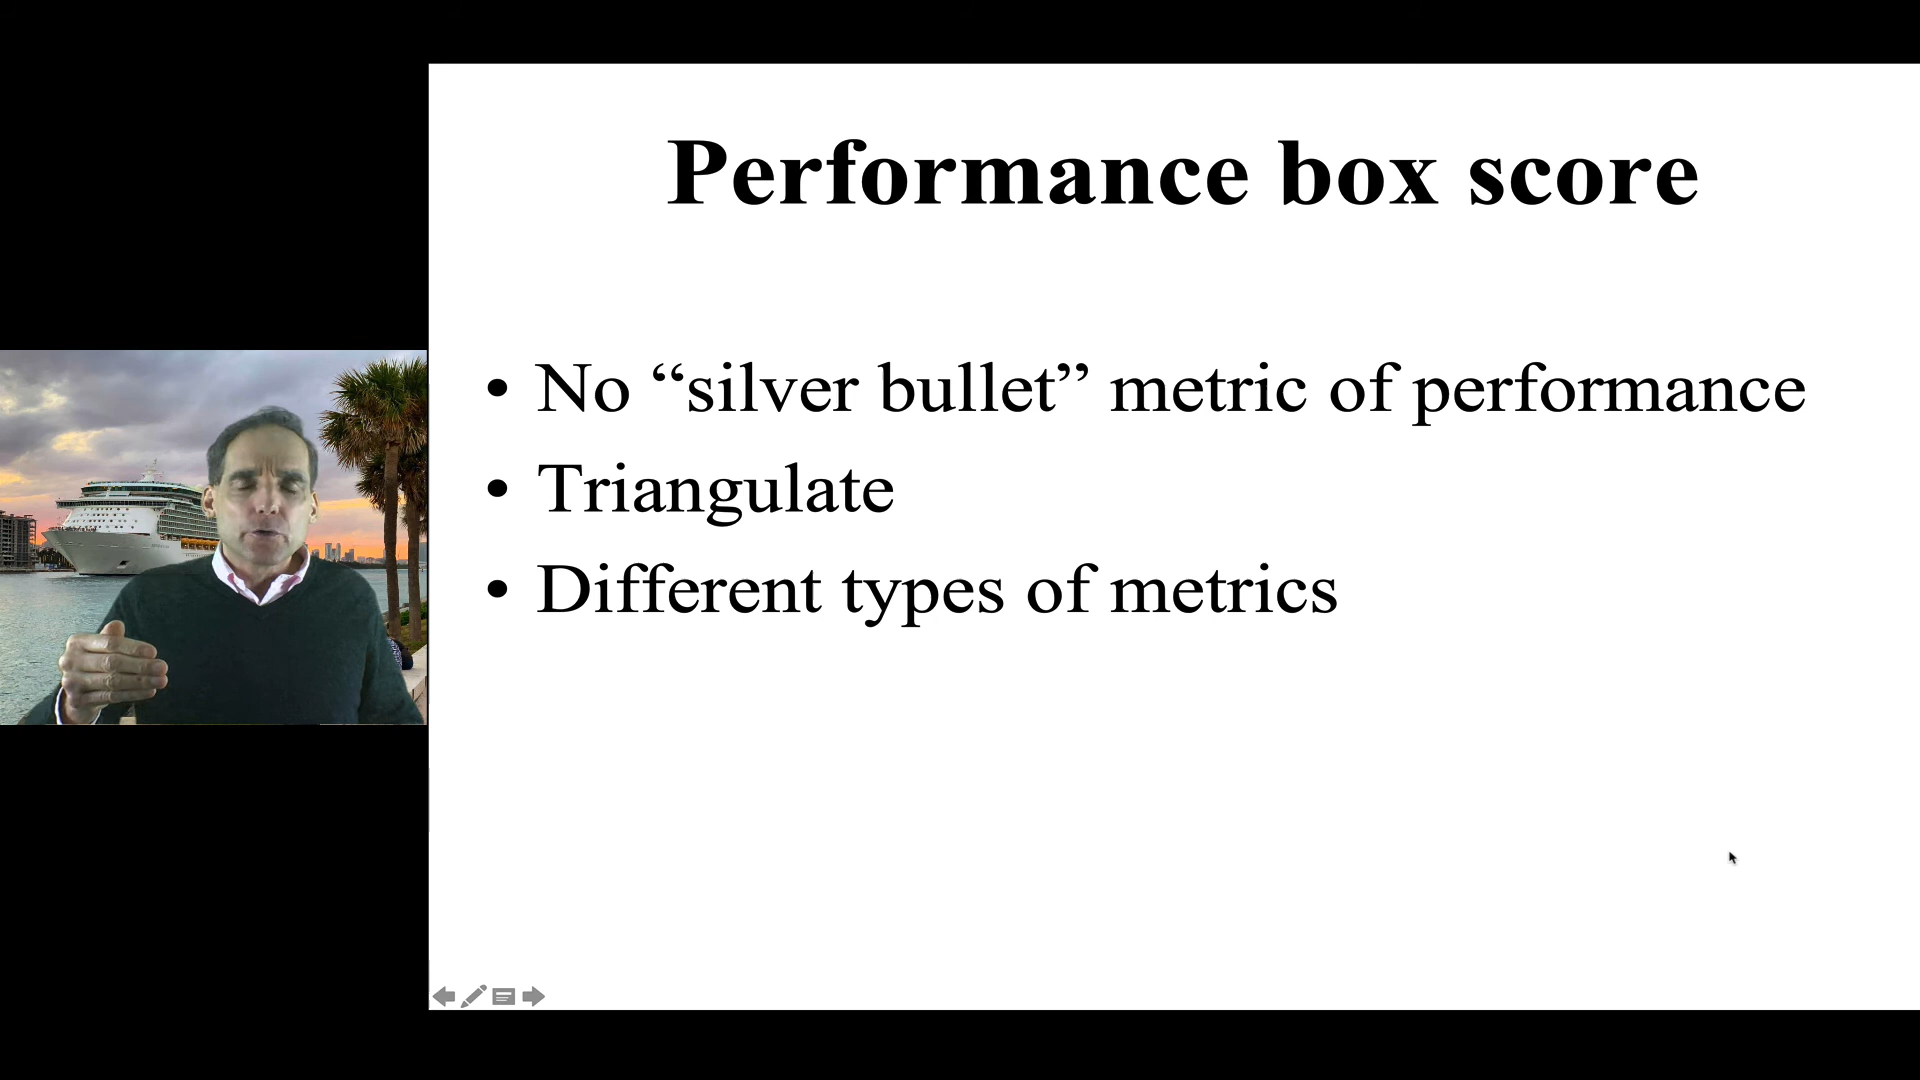 Performance box score
• No “silver bullet” metric of performance
• Triangulate
• Different types of metrics